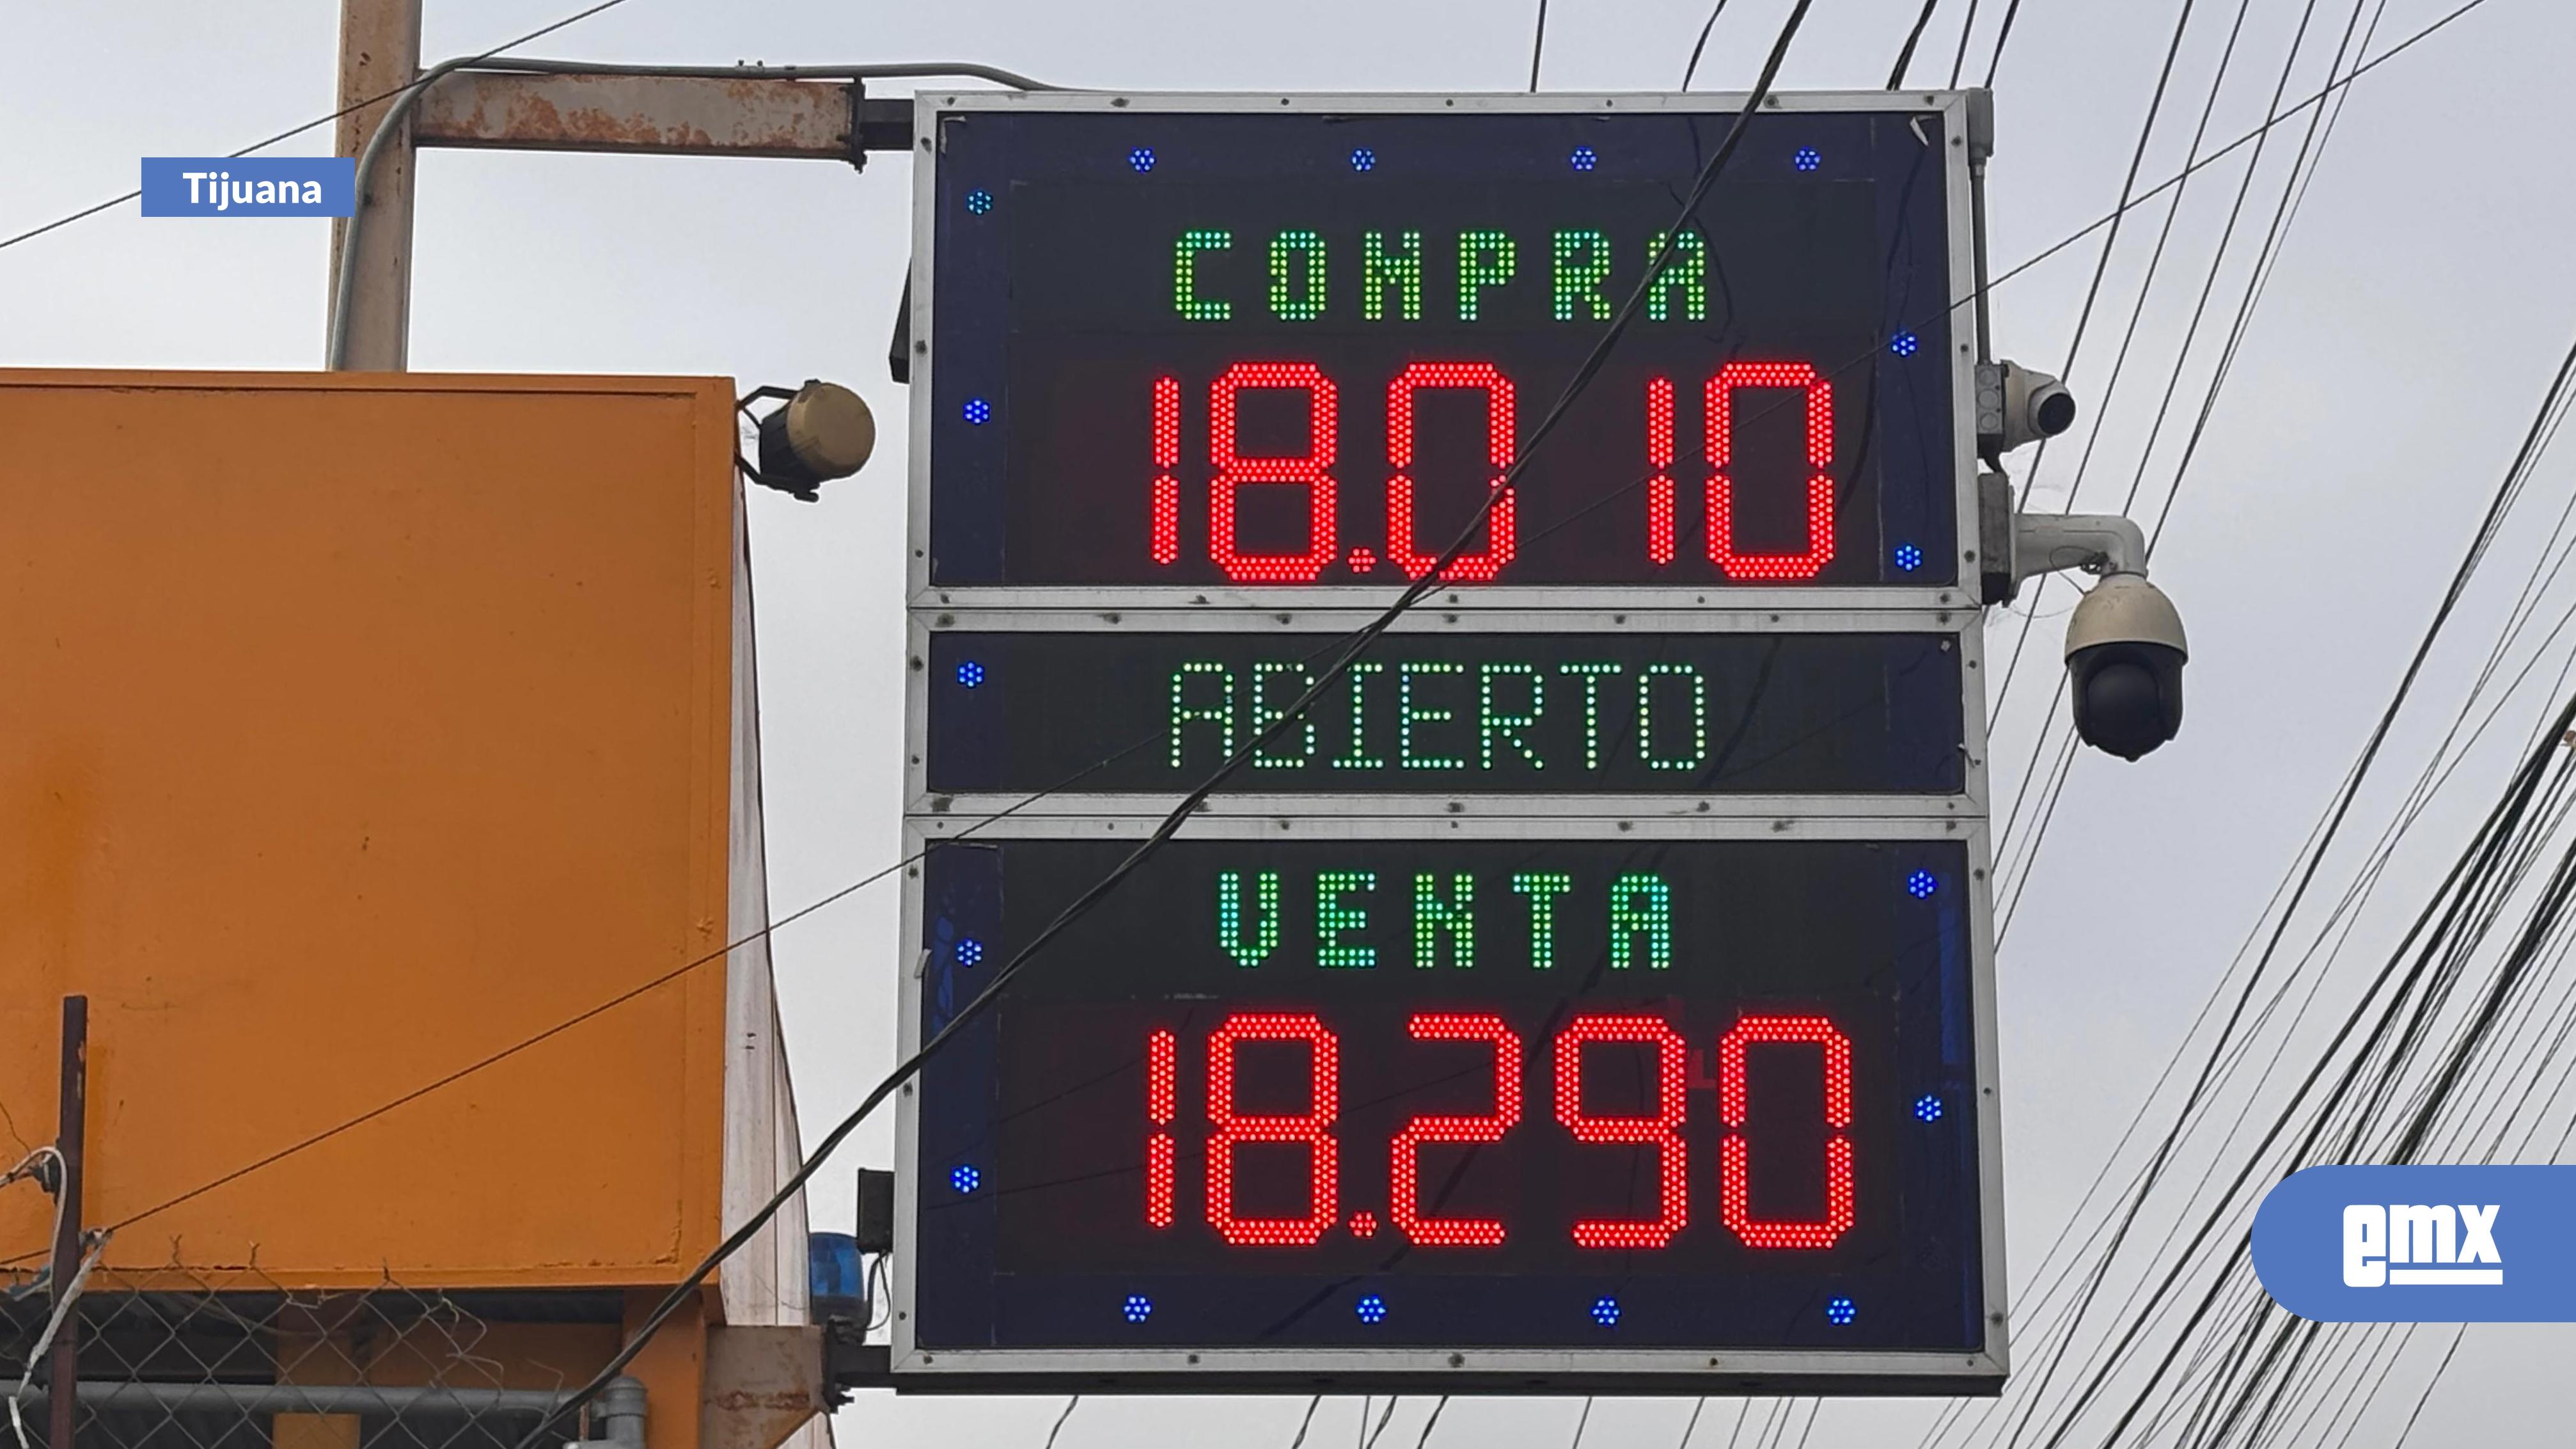 Tijuana
COMPRA
18.010
ABIERTO
VENTA
18.290
emx